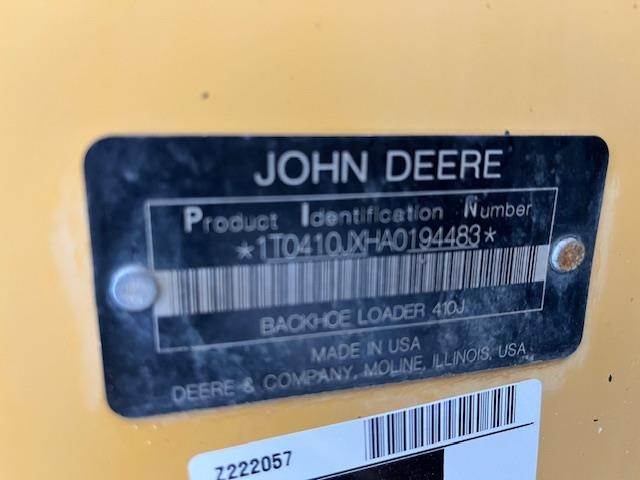 JOHN DEERE
Product Identification Number
*1T0410JXHA0194483*
BACKHOE LOADER 410J
MADE IN USA
DEERE & COMPANY, MOLINE, ILLINOIS, USA
Z222057